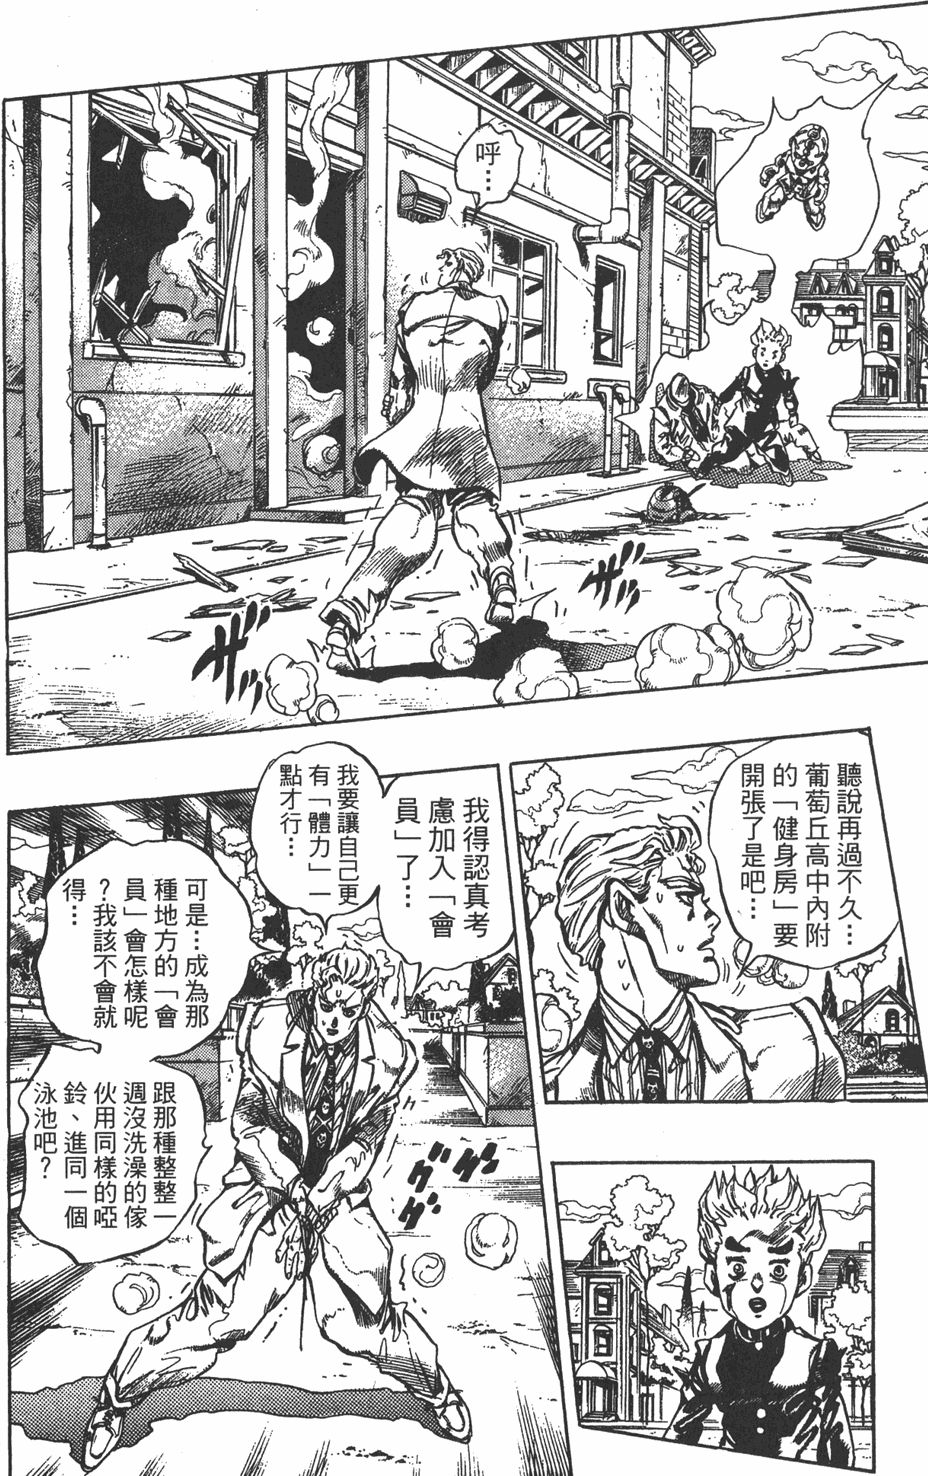 呼…
ザ
ザ
聽說再過不久…
葡萄丘高中內附
的「健身房」要
開張了是吧…
我得認真考
慮加入「會
員」了…
我要讓自己更
有「體力」一
點才行…
可是…成為那
種地方的「會
員」會怎樣呢
？我該不會就
得…
跟那種整整一
週沒洗澡的傢
伙用同樣的啞
鈴、進同一個
泳池吧？